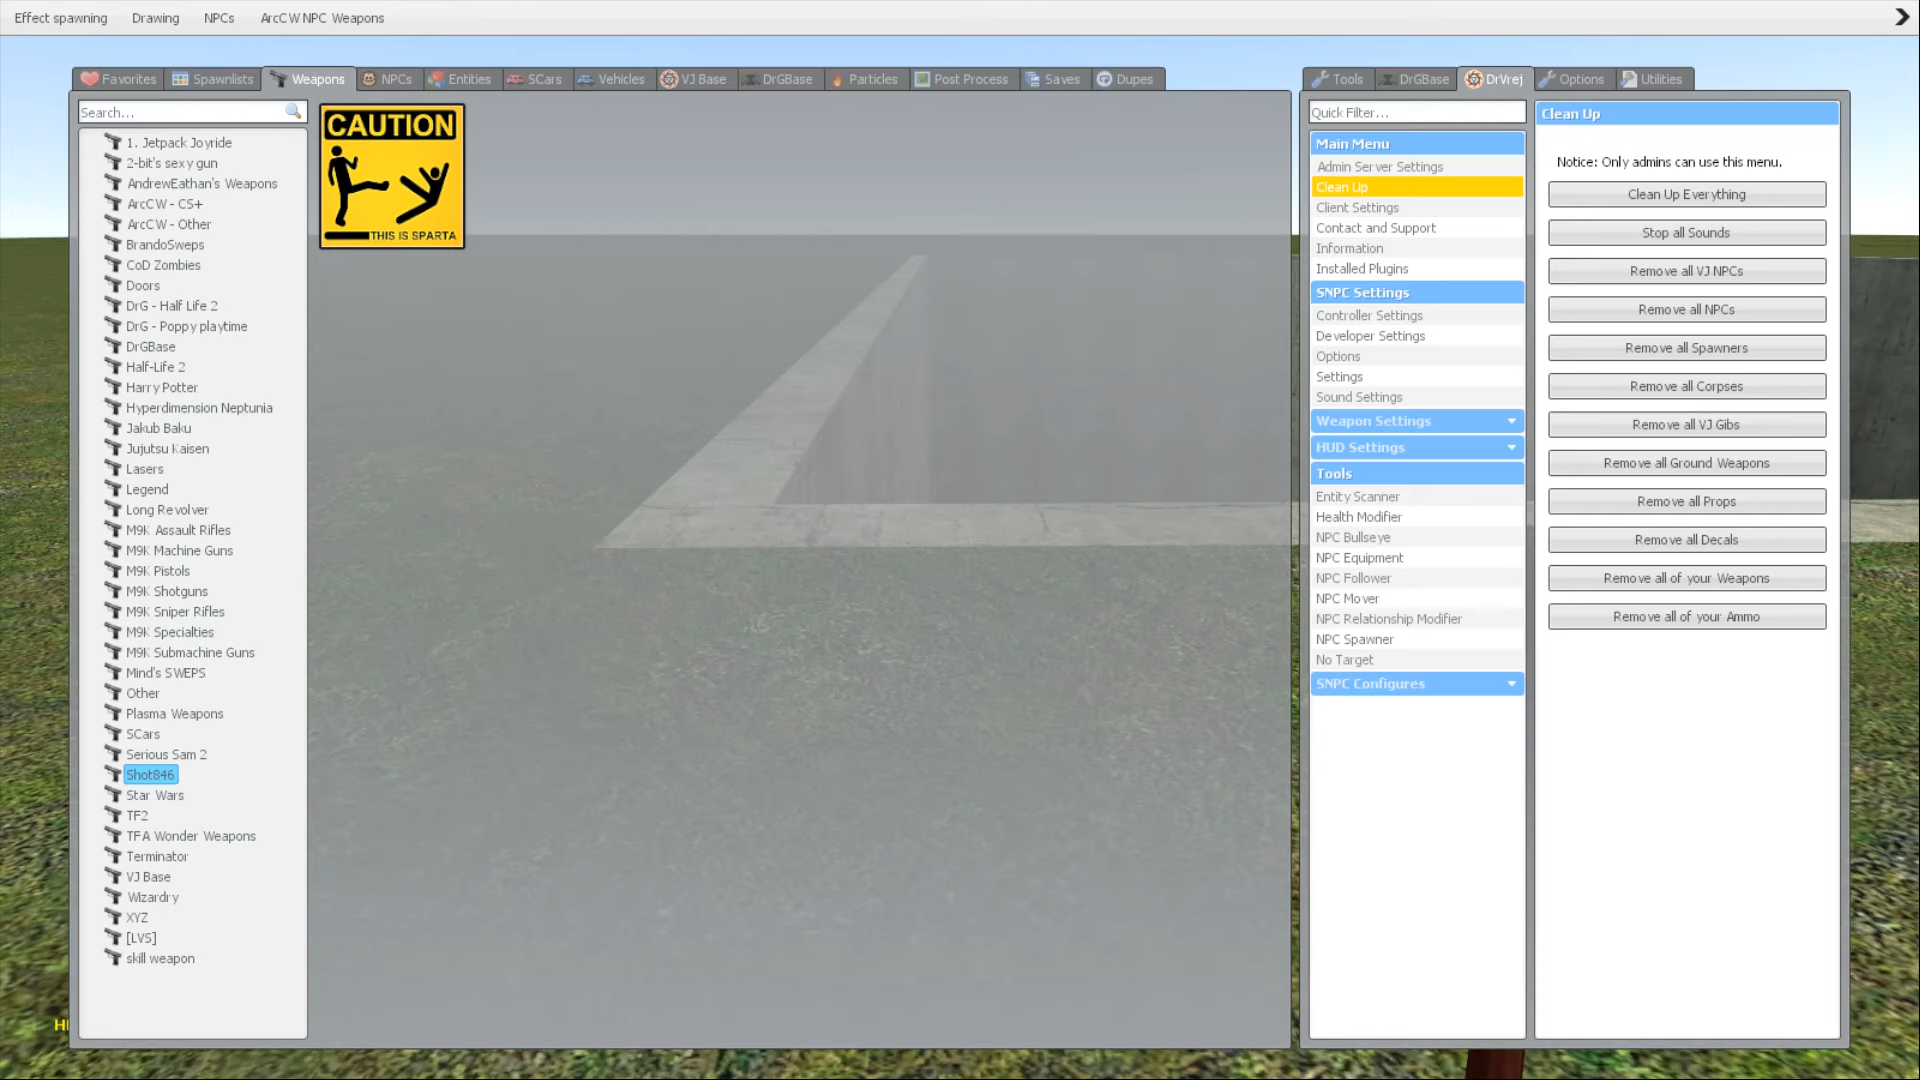 Effect spawning Drawing NPCs ArcCW NPC Weapons
Favorites Spawnlists Weapons NPCs Entities SCars Vehicles VJ Base DrGBase Particles Post Process Saves Dupes
Search...
1. Jetpack Joyride
2-bit's sexy gun
AndrewEathan's Weapons
ArcCW - CS+
ArcCW - Other
BrandoSweps
CoD Zombies
Doors
DrG - Half Life 2
DrG - Poppy playtime
DrGBase
Half-Life 2
Harry Potter
Hyperdimension Neptunia
Jakub Baku
Jujutsu Kaisen
Lasers
Legend
Long Revolver
M9K Assault Rifles
M9K Machine Guns
M9K Pistols
M9K Shotguns
M9K Sniper Rifles
M9K Specialties
M9K Submachine Guns
Mind's SWEPS
Other
Plasma Weapons
SCars
Serious Sam 2
Shot846
Star Wars
TF2
TFA Wonder Weapons
Terminator
VJ Base
Wizardry
XYZ
[LVS]
skill weapon
CAUTION
THIS IS SPARTA
Tools DrGBase DrVrej Options Utilities
Quick Filter...
Main Menu
Admin Server Settings
Clean Up
Client Settings
Contact and Support
Information
Installed Plugins
SNPC Settings
Controller Settings
Developer Settings
Options
Settings
Sound Settings
Weapon Settings
HUD Settings
Tools
Entity Scanner
Health Modifier
NPC Bullseye
NPC Equipment
NPC Follower
NPC Mover
NPC Relationship Modifier
NPC Spawner
No Target
SNPC Configures
Clean Up
Notice: Only admins can use this menu.
Clean Up Everything
Stop all Sounds
Remove all VJ NPCs
Remove all NPCs
Remove all Spawners
Remove all Corpses
Remove all VJ Gibs
Remove all Ground Weapons
Remove all Props
Remove all Decals
Remove all of your Weapons
Remove all of your Ammo